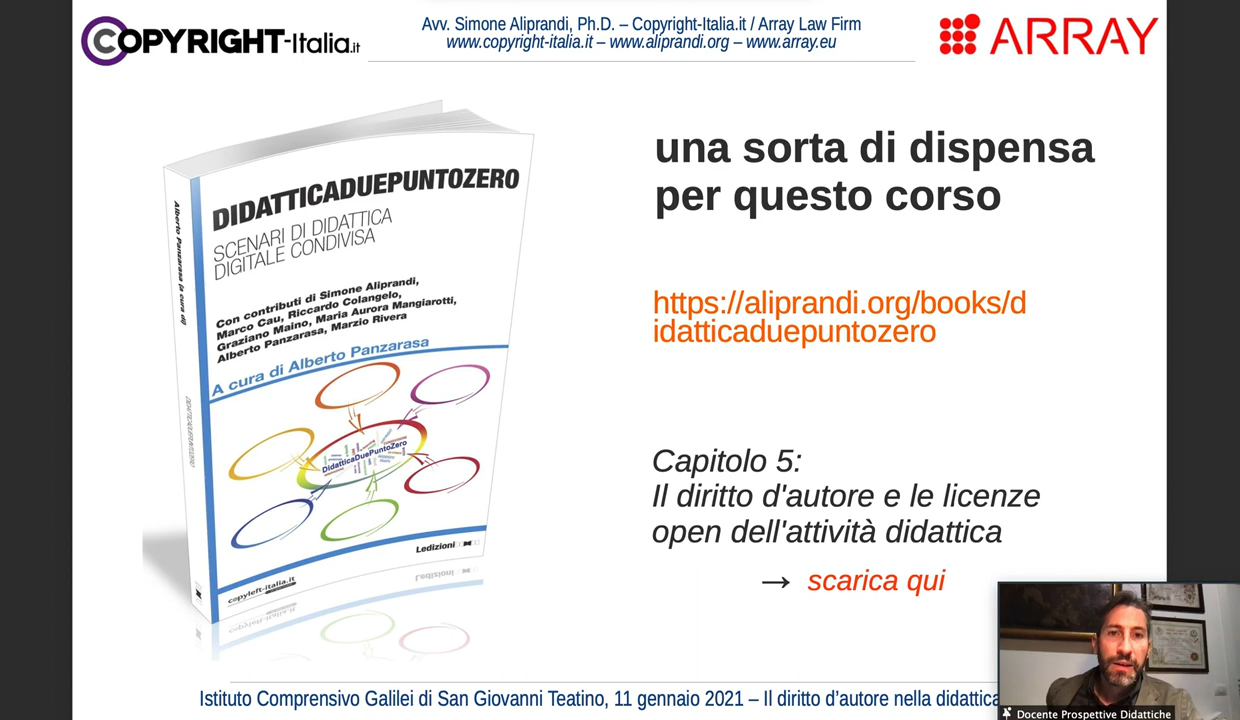 COPYRIGHT-Italia.it
Avv. Simone Aliprandi, Ph.D. – Copyright-Italia.it / Array Law Firm
www.copyright-italia.it – www.aliprandi.org – www.array.eu
ARRAY
una sorta di dispensa
per questo corso
https://aliprandi.org/books/d
idatticaduepuntozero
Capitolo 5:
Il diritto d'autore e le licenze
open dell'attività didattica
→ scarica qui
Alberto Panzarasa (a cura di)
DIDATTICADUEPUNTOZERO
DIDATTICADUEPUNTOZERO
SCENARI DI DIDATTICA
DIGITALE CONDIVISA
Con contributi di Simone Aliprandi,
Marco Cau, Riccardo Colangelo,
Graziano Maino, Maria Aurora Mangiarotti,
Alberto Panzarasa, Marzio Rivera
A cura di Alberto Panzarasa
DidatticaDuePuntoZero
Ledizioni
copyleft-italia.it
Istituto Comprensivo Galilei di San Giovanni Teatino, 11 gennaio 2021 – Il diritto d’autore nella didattica
Docente Prospettive Didattiche